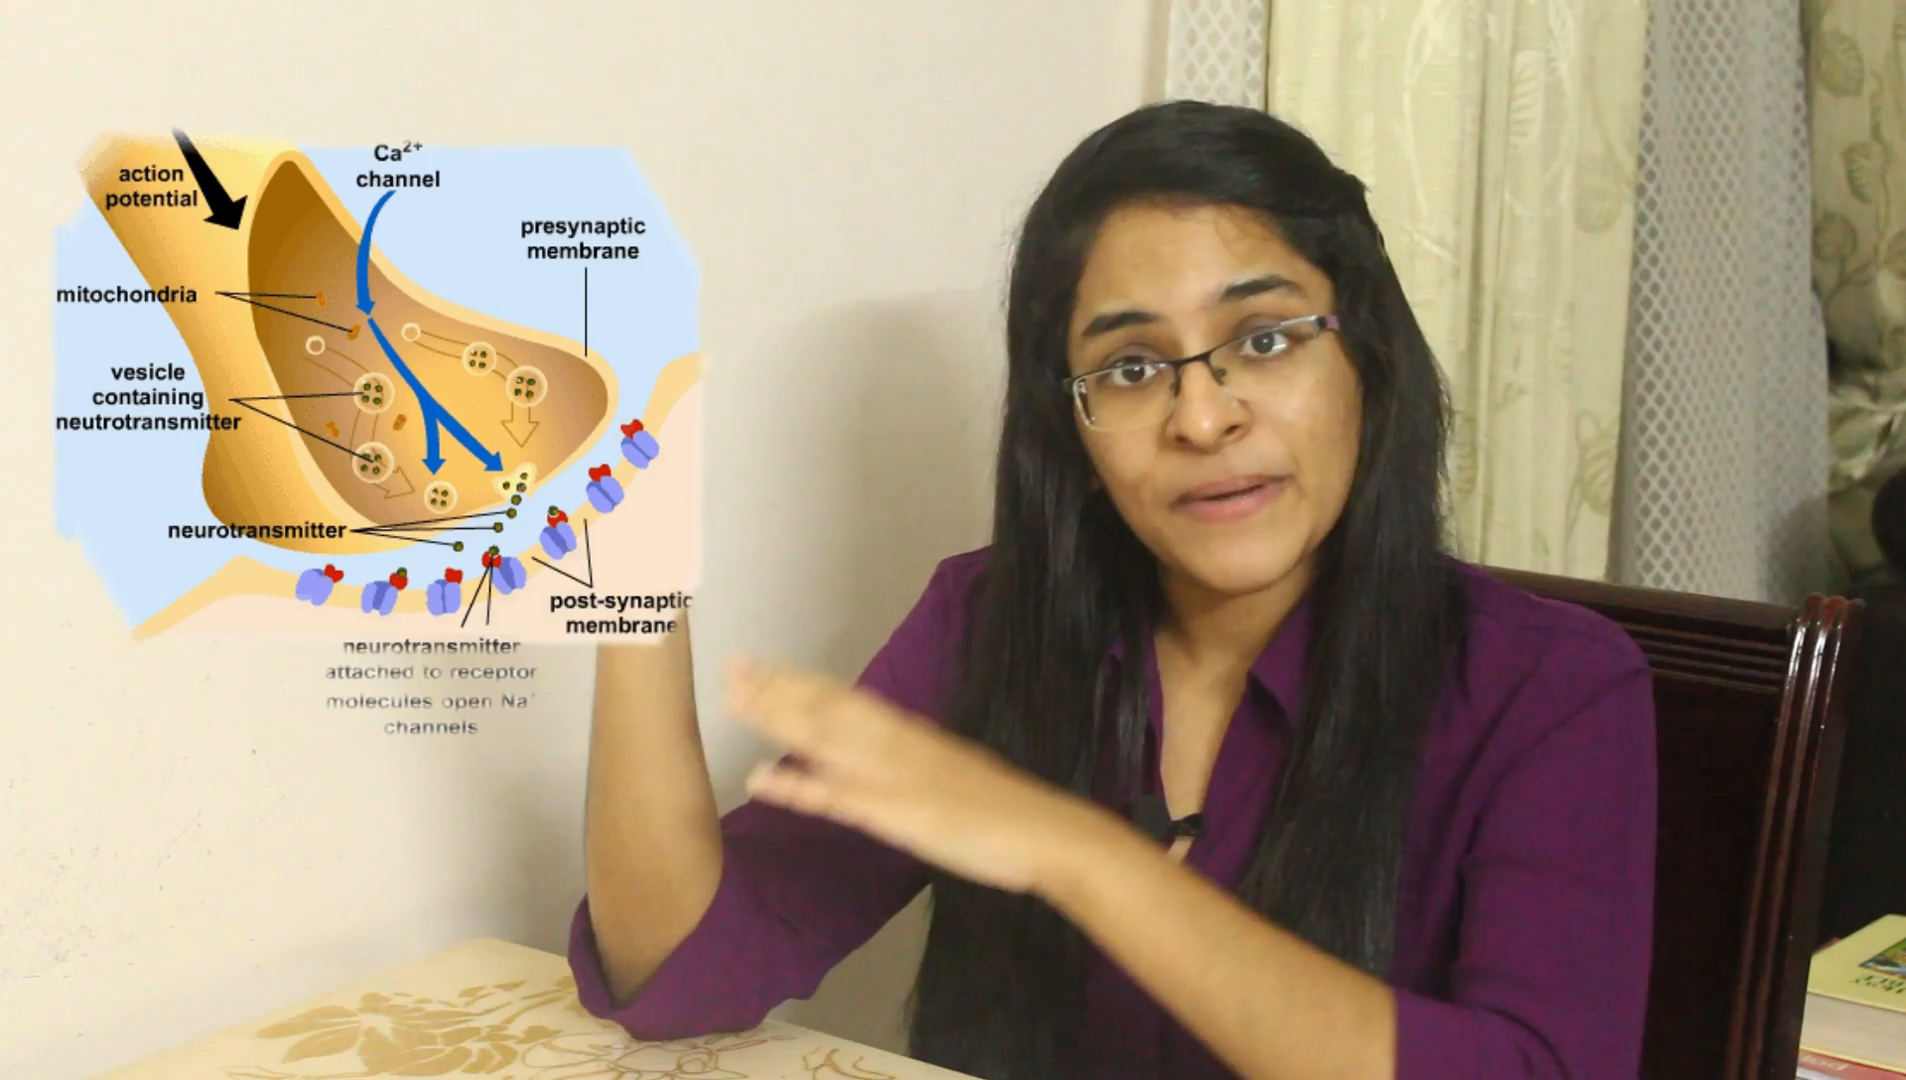 action
potential
Ca²⁺
channel
presynaptic
membrane
mitochondria
vesicle
containing
neutrotransmitter
neurotransmitter
post-synaptic
membrane
neurotransmitter
attached to receptor
molecules open Na⁺
channels